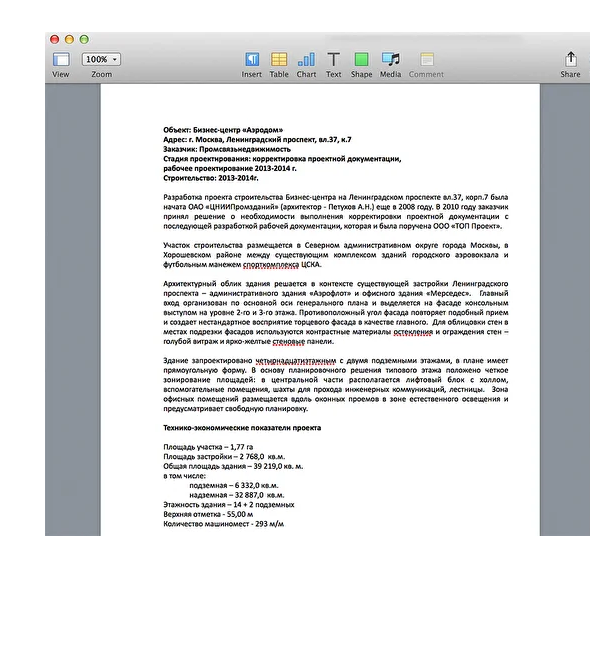 100%
View
Zoom
Insert
Table
Chart
Text
Shape
Media
Comment
Share
Объект: Бизнес-центр «Аэродом»
Адрес: г. Москва, Ленинградский проспект, вл.37, к.7
Заказчик: Промсвязьнедвижимость
Стадия проектирования: корректировка проектной документации,
рабочее проектирование 2013-2014 г.
Строительство: 2013-2014г.
Разработка проекта строительства Бизнес-центра на Ленинградском проспекте вл.37, корп.7 была
начата ОАО «ЦНИИПромзданий» (архитектор - Петухов А.Н.) еще в 2008 году. В 2010 году заказчик
принял решение о необходимости выполнения корректировки проектной документации с
последующей разработкой рабочей документации, которая и была поручена ООО «ТОП Проект».
Участок строительства размещается в Северном административном округе города Москвы, в
Хорошевском районе между существующим комплексом зданий городского аэровокзала и
футбольным манежем спорткомплекса ЦСКА.
Архитектурный облик здания решается в контексте существующей застройки Ленинградского
проспекта – административного здания «Аэрофлот» и офисного здания «Мерседес». Главный
вход организован по основной оси генерального плана и выделяется на фасаде консольным
выступом на уровне 2-го и 3-го этажа. Противоположный угол фасада повторяет подобный прием
и создает нестандартное восприятие торцевого фасада в качестве главного. Для облицовки стен в
местах подрезки фасадов используются контрастные материалы остекления и ограждения стен –
голубой витраж и ярко-желтые стеновые панели.
Здание запроектировано четырнадцатиэтажным с двумя подземными этажами, в плане имеет
прямоугольную форму. В основу планировочного решения типового этажа положено четкое
зонирование площадей: в центральной части располагается лифтовый блок с холлом,
вспомогательные помещения, шахты для прохода инженерных коммуникаций, лестницы. Зона
офисных помещений размещается вдоль оконных проемов в зоне естественного освещения и
предусматривает свободную планировку.
Технико-экономические показатели проекта
Площадь участка – 1,77 га
Площадь застройки – 2 768,0 кв.м.
Общая площадь здания – 39 219,0 кв. м.
в том числе:
подземная – 6 332,0 кв.м.
надземная – 32 887,0 кв.м.
Этажность здания – 14 + 2 подземных
Верхняя отметка - 55,00 м
Количество машиномест - 293 м/м